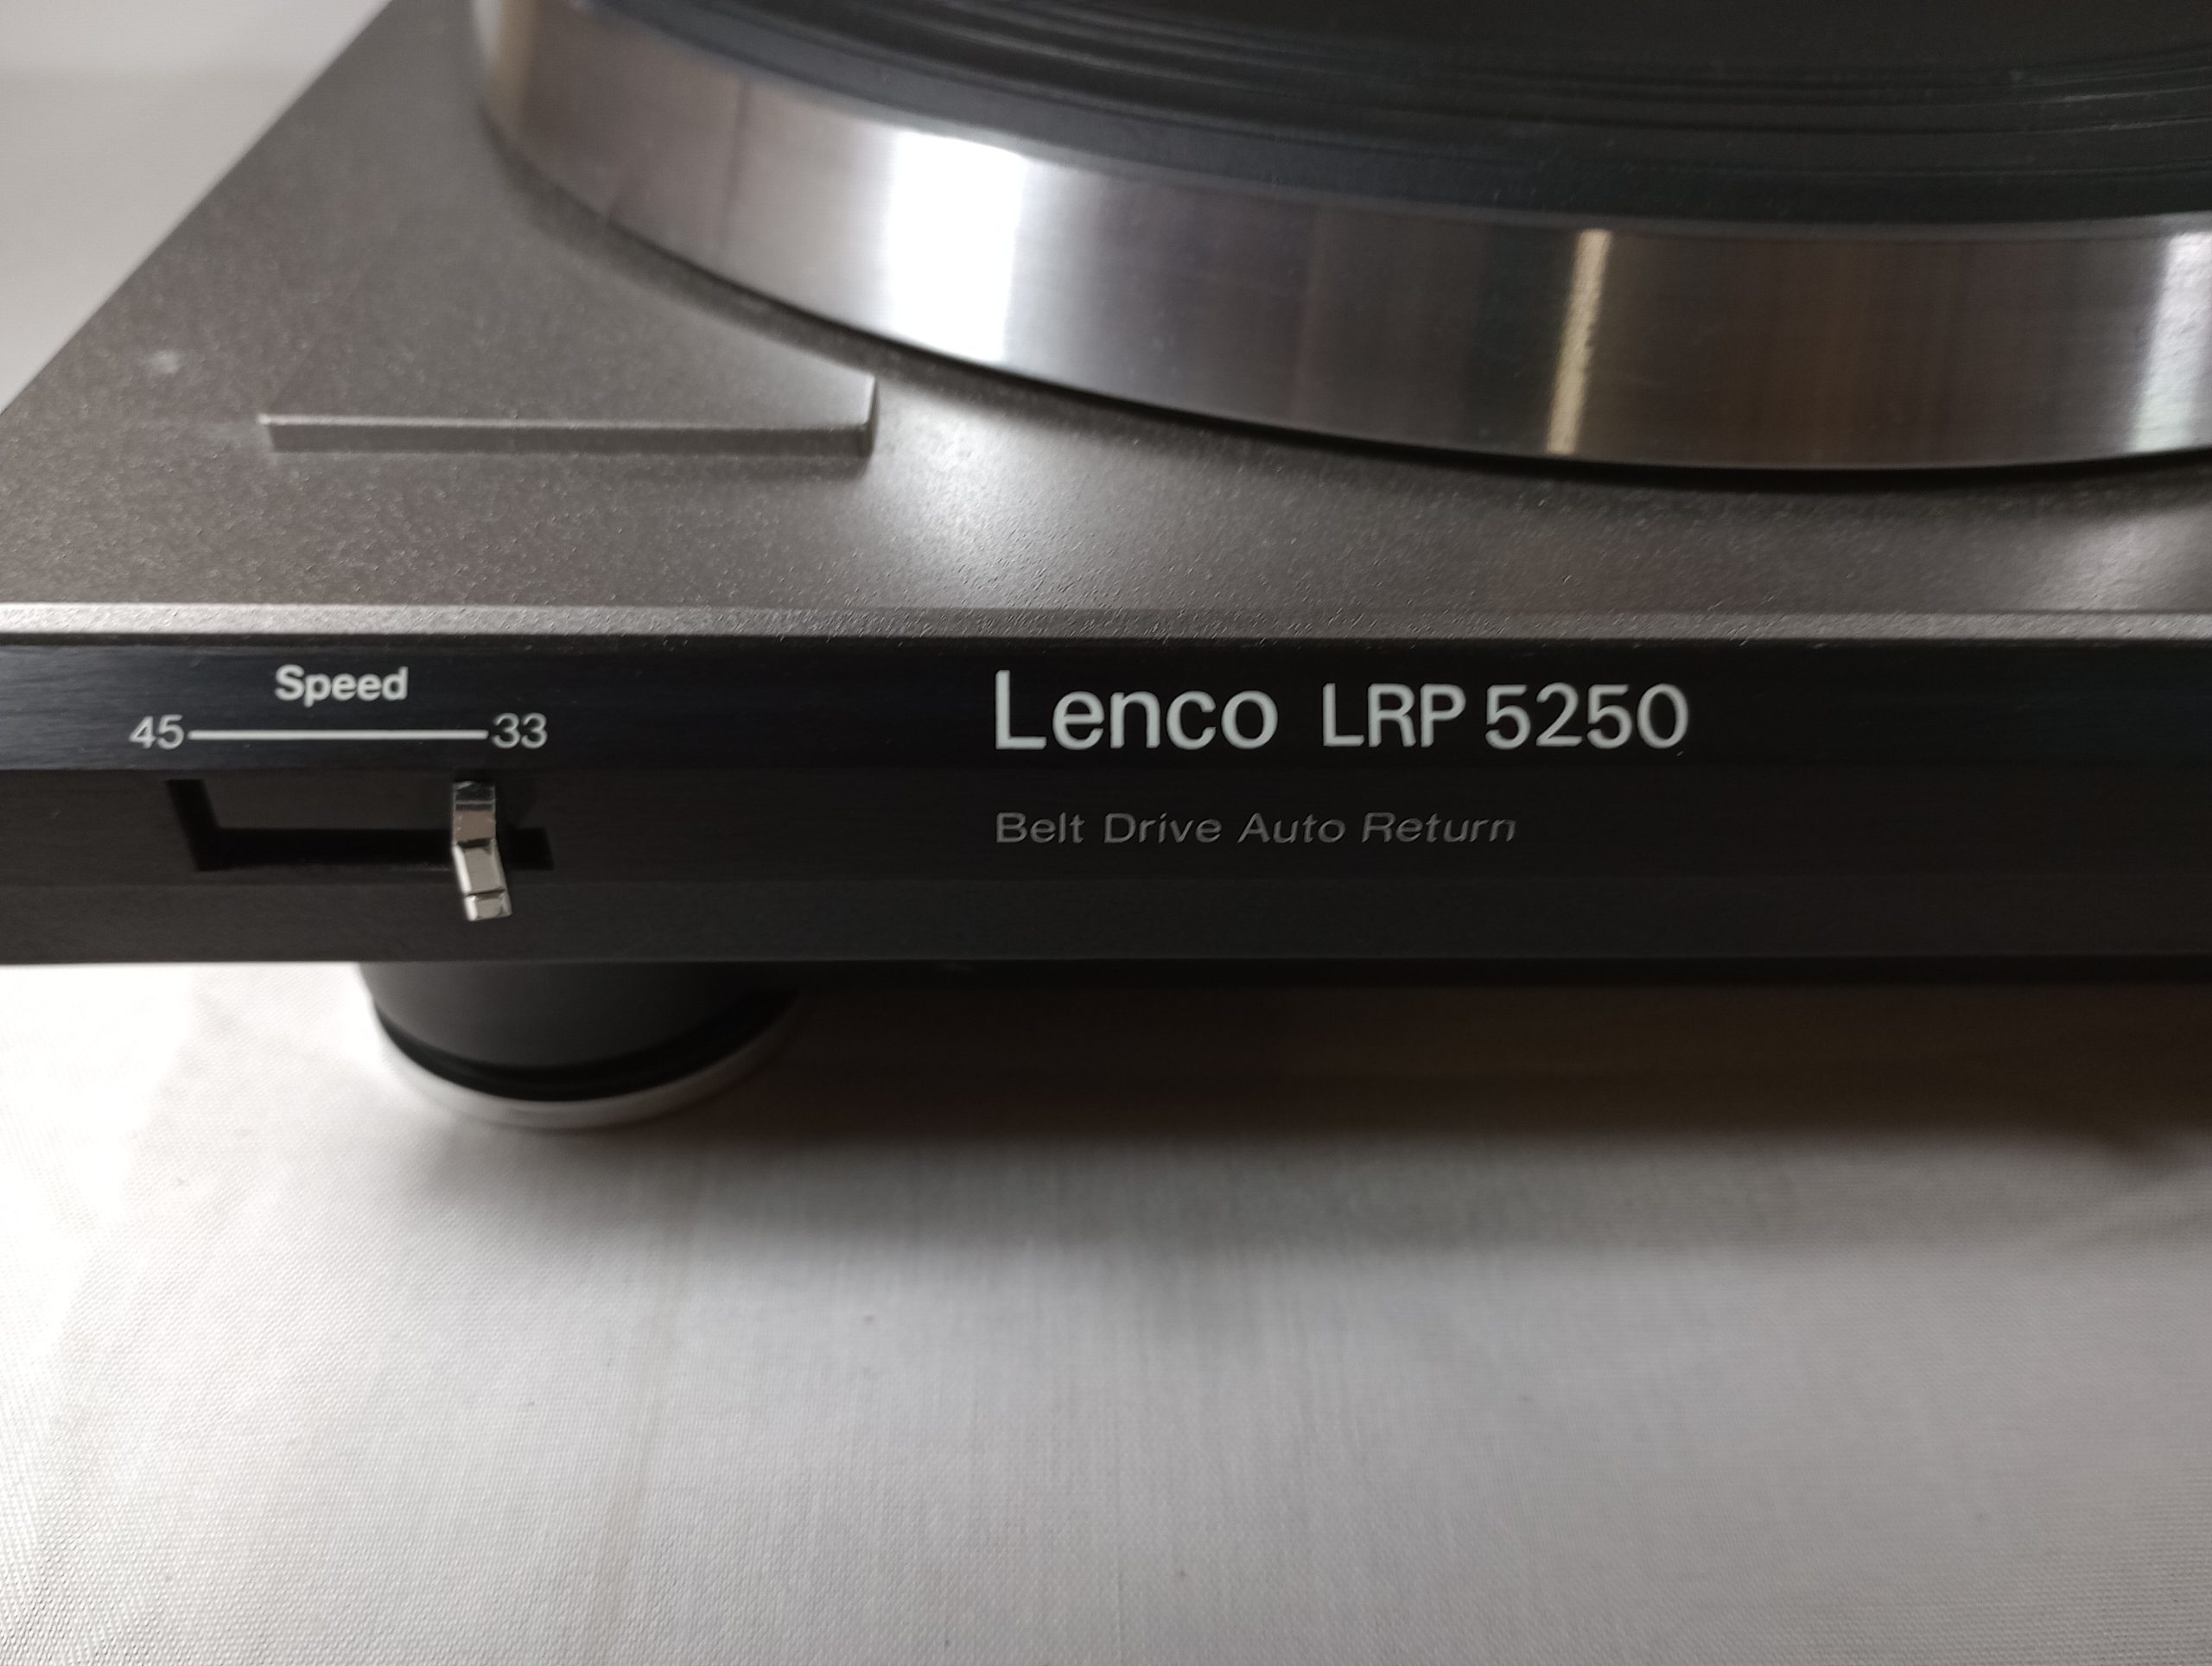 Speed
45 33
Lenco LRP 5250
Belt Drive Auto Return